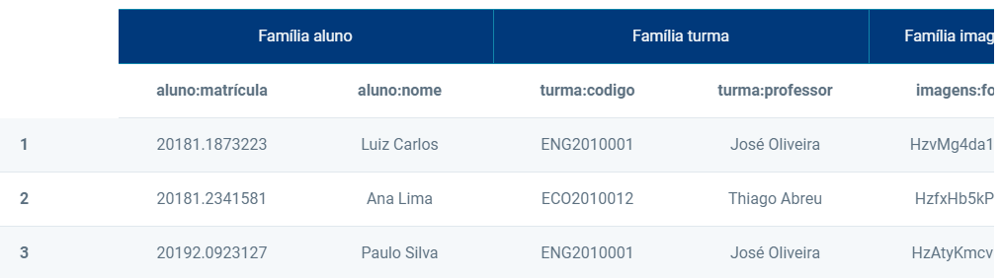 Família aluno Família turma Família imag
aluno:matrícula aluno:nome turma:codigo turma:professor imagens:fo
1 20181.1873223 Luiz Carlos ENG2010001 José Oliveira HzvMg4da1
2 20181.2341581 Ana Lima ECO2010012 Thiago Abreu HzfxHb5kP
3 20192.0923127 Paulo Silva ENG2010001 José Oliveira HzAtyKmcv